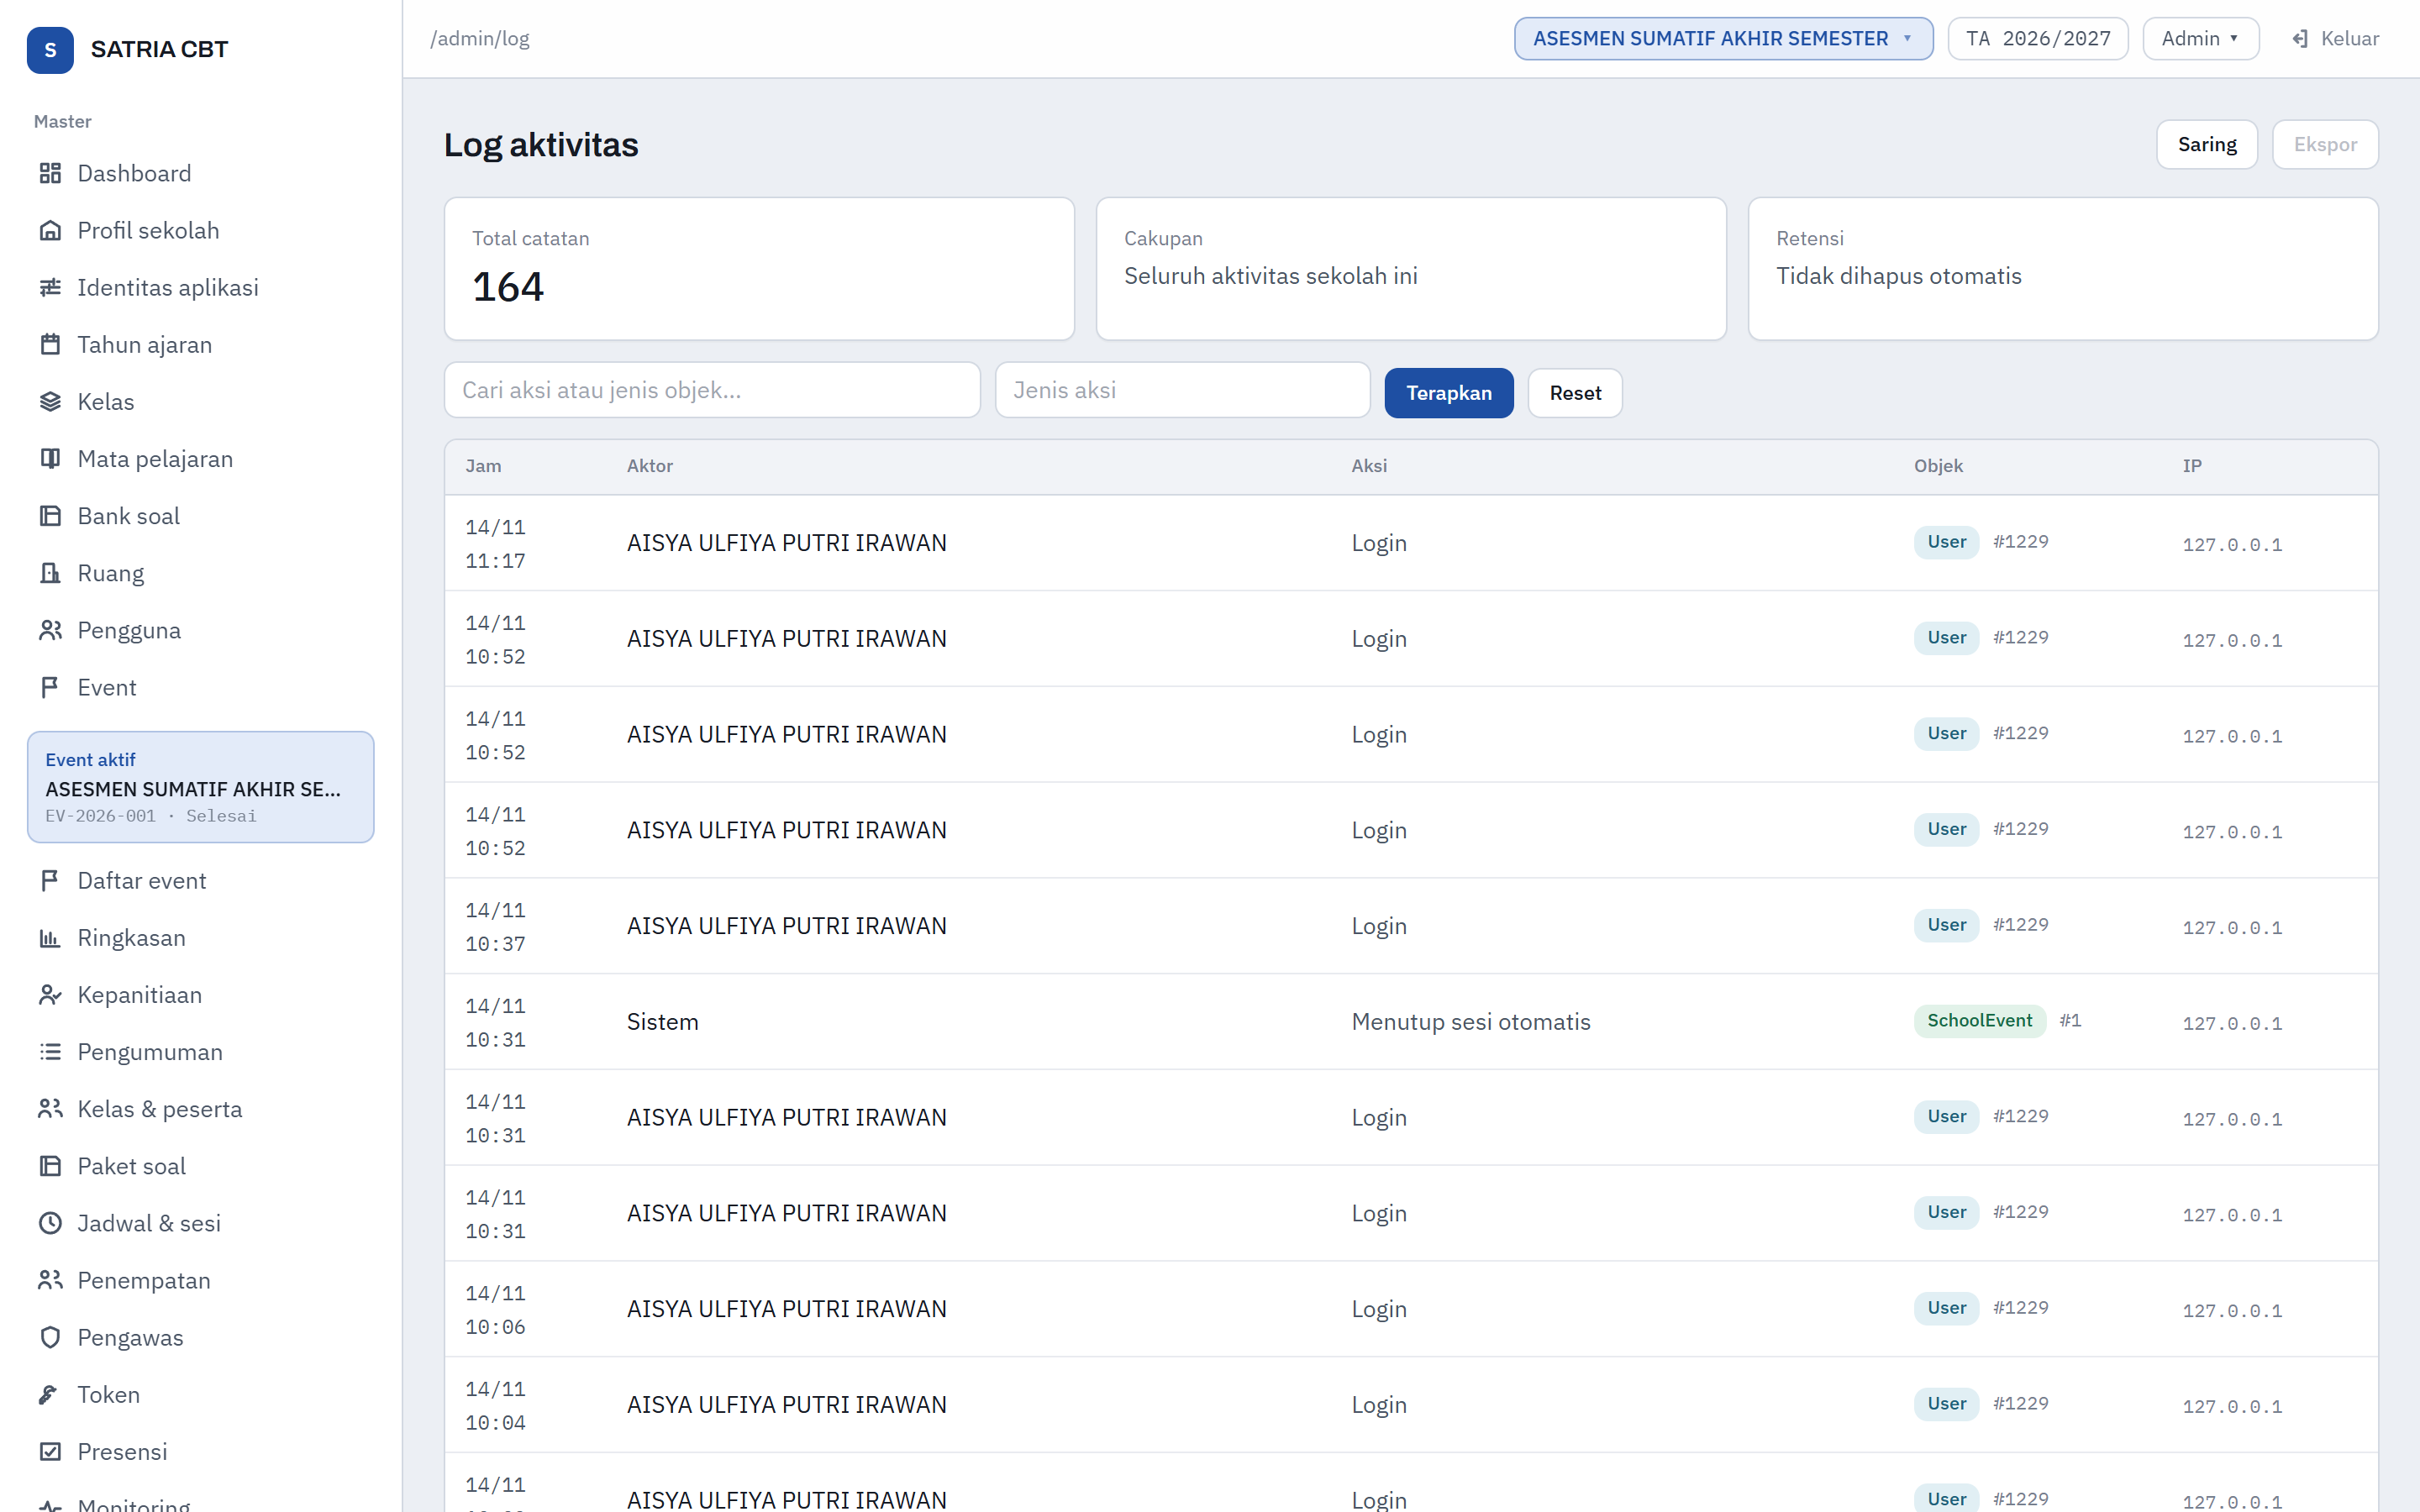 S
SATRIA CBT
Master
Dashboard
Profil sekolah
Identitas aplikasi
Tahun ajaran
Kelas
Mata pelajaran
Bank soal
Ruang
Pengguna
Event
Event aktif
ASESMEN SUMATIF AKHIR SE...
EV-2026-001 · Selesai
Daftar event
Ringkasan
Kepanitiaan
Pengumuman
Kelas & peserta
Paket soal
Jadwal & sesi
Penempatan
Pengawas
Token
Presensi
Monitoring
/admin/log
ASESMEN SUMATIF AKHIR SEMESTER ▾
TA 2026/2027
Admin ▾
Keluar
Log aktivitas
Saring
Ekspor
Total catatan
164
Cakupan
Seluruh aktivitas sekolah ini
Retensi
Tidak dihapus otomatis
Cari aksi atau jenis objek...
Jenis aksi
Terapkan
Reset
Jam Aktor Aksi Objek IP
14/11
11:17 AISYA ULFIYA PUTRI IRAWAN Login User #1229 127.0.0.1
14/11
10:52 AISYA ULFIYA PUTRI IRAWAN Login User #1229 127.0.0.1
14/11
10:52 AISYA ULFIYA PUTRI IRAWAN Login User #1229 127.0.0.1
14/11
10:52 AISYA ULFIYA PUTRI IRAWAN Login User #1229 127.0.0.1
14/11
10:37 AISYA ULFIYA PUTRI IRAWAN Login User #1229 127.0.0.1
14/11
10:31 Sistem Menutup sesi otomatis SchoolEvent #1 127.0.0.1
14/11
10:31 AISYA ULFIYA PUTRI IRAWAN Login User #1229 127.0.0.1
14/11
10:31 AISYA ULFIYA PUTRI IRAWAN Login User #1229 127.0.0.1
14/11
10:06 AISYA ULFIYA PUTRI IRAWAN Login User #1229 127.0.0.1
14/11
10:04 AISYA ULFIYA PUTRI IRAWAN Login User #1229 127.0.0.1
14/11
AISYA ULFIYA PUTRI IRAWAN Login User #1229 127.0.0.1